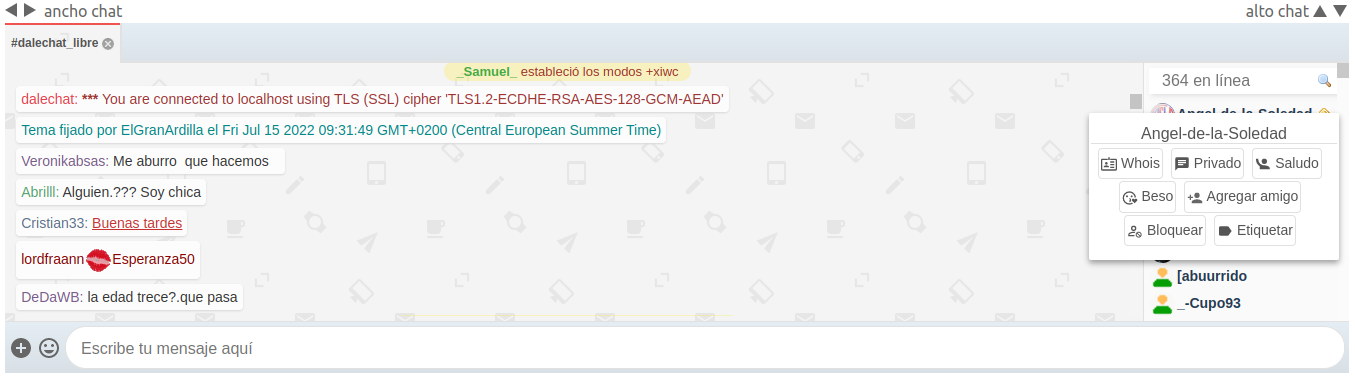 ancho chat
alto chat
#dalechat_libre
_Samuel_ estableció los modos +xiwc
364 en línea
dalechat: *** You are connected to localhost using TLS (SSL) cipher 'TLS1.2-ECDHE-RSA-AES-128-GCM-AEAD'
Angel-de-la-Soledad
Tema fijado por ElGranArdilla el Fri Jul 15 2022 09:31:49 GMT+0200 (Central European Summer Time)
Veronikabsas: Me aburro que hacemos
Abrilll: Alguien.??? Soy chica
Cristian33: Buenas tardes
lordfraann Esperanza50
DeDaWB: la edad trece?.que pasa
Angel-de-la-Soledad
Whois Privado Saludo
Beso Agregar amigo
Bloquear Etiquetar
[abuurrido
_-Cupo93
Escribe tu mensaje aquí